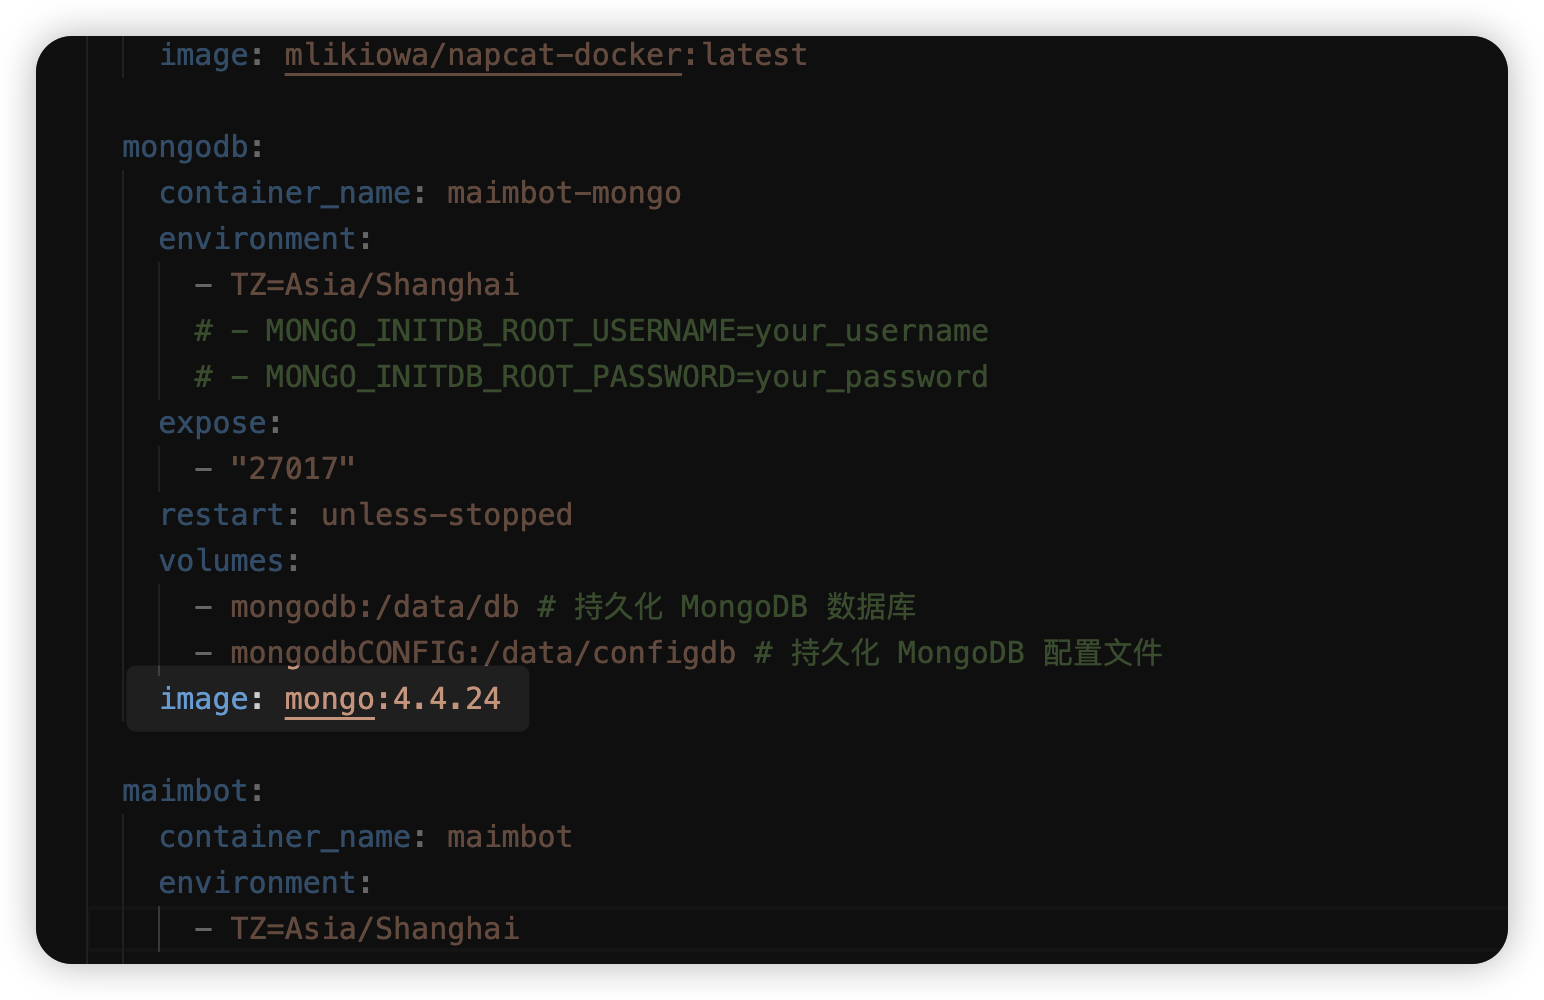 image: mlikiowa/napcat-docker:latest
mongodb:
container_name: maimbot-mongo
environment:
- TZ=Asia/Shanghai
# - MONGO_INITDB_ROOT_USERNAME=your_username
# - MONGO_INITDB_ROOT_PASSWORD=your_password
expose:
- "27017"
restart: unless-stopped
volumes:
- mongodb:/data/db # 持久化 MongoDB 数据库
- mongodbCONFIG:/data/configdb # 持久化 MongoDB 配置文件
image: mongo:4.4.24
maimbot:
container_name: maimbot
environment:
- TZ=Asia/Shanghai